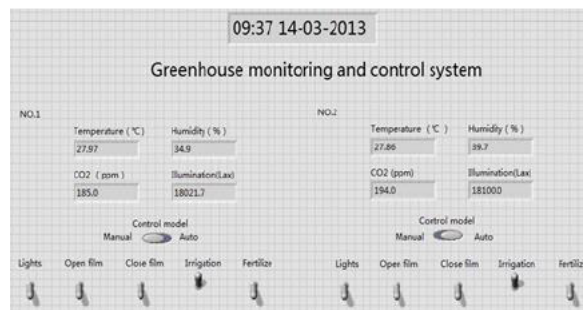 09:37 14-03-2013
Greenhouse monitoring and control system
NO.1
Temperature ( ℃ ) Humidity ( % )
27.97 34.9
CO2 ( ppm ) Illumination(Lax)
185.0 18021.7
Control model
Manual Auto
Lights Open film Close film Irrigation Fertilize
NO.2
Temperature ( ℃ ) Humidity ( % )
27.86 39.7
CO2 (ppm) Illumination(Lax)
194.0 18100.0
Control model
Manual Auto
Lights Open film Close film Irrigation Fertiliz